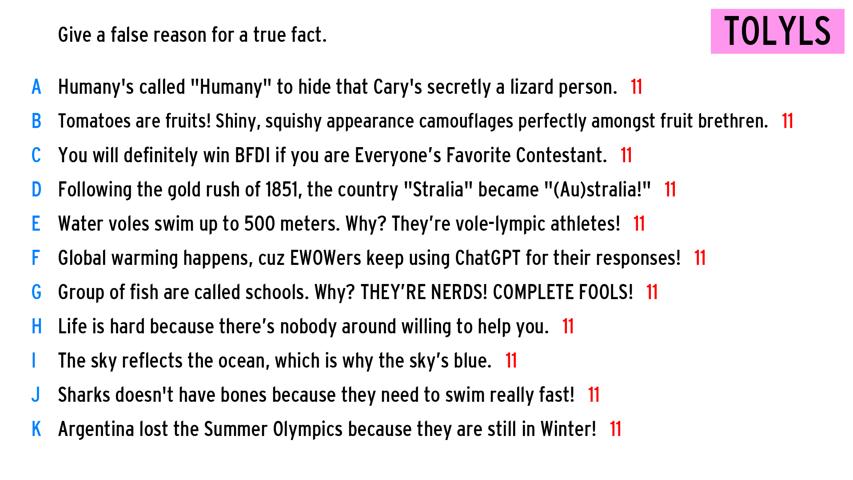 Give a false reason for a true fact.
TOLYLS
A Humany's called "Humany" to hide that Cary's secretly a lizard person. 11
B Tomatoes are fruits! Shiny, squishy appearance camouflages perfectly amongst fruit brethren. 11
C You will definitely win BFDI if you are Everyone's Favorite Contestant. 11
D Following the gold rush of 1851, the country "Stralia" became "(Au)stralia!" 11
E Water voles swim up to 500 meters. Why? They're vole-lympic athletes! 11
F Global warming happens, cuz EWOWers keep using ChatGPT for their responses! 11
G Group of fish are called schools. Why? THEY'RE NERDS! COMPLETE FOOLS! 11
H Life is hard because there's nobody around willing to help you. 11
I The sky reflects the ocean, which is why the sky's blue. 11
J Sharks doesn't have bones because they need to swim really fast! 11
K Argentina lost the Summer Olympics because they are still in Winter! 11